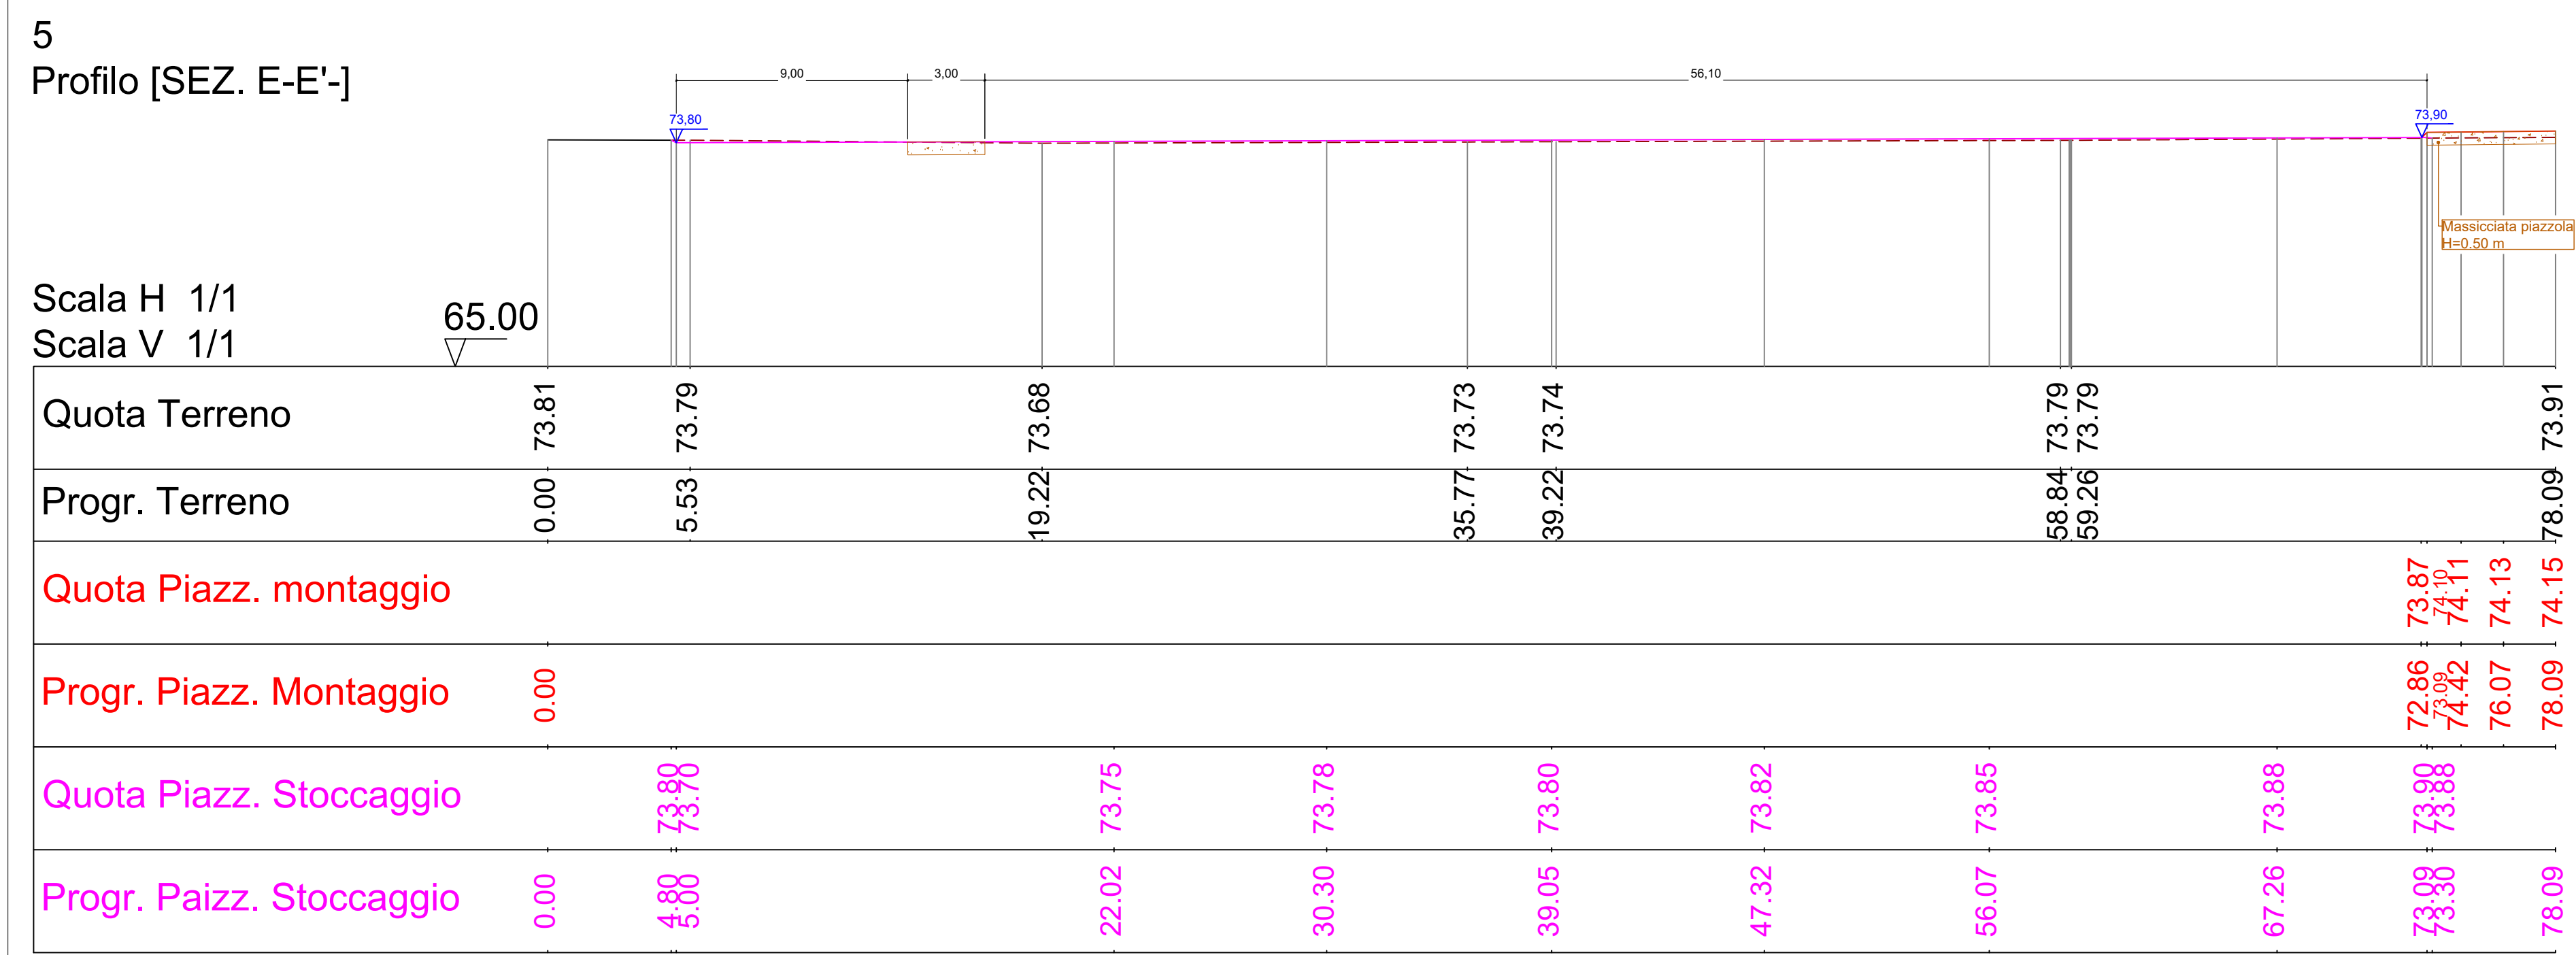 5
Profilo [SEZ. E-E'-]
9,00 3,00 56,10
73,80 73,90
Massicciata piazzola
H=0.50 m
Scala H 1/1
Scala V 1/1
65.00
Quota Terreno 73.81 73.79 73.68 73.73 73.74 73.79 73.79 73.91
Progr. Terreno 0.00 5.53 19.22 35.77 39.22 58.84 59.26 78.09
Quota Piazz. montaggio 73.87 74.10 74.11 74.13 74.15
Progr. Piazz. Montaggio 0.00 72.86 73.09 74.42 76.07 78.09
Quota Piazz. Stoccaggio 73.80 73.70 73.75 73.78 73.80 73.82 73.85 73.88 73.90 73.88
Progr. Paizz. Stoccaggio 0.00 4.80 5.00 22.02 30.30 39.05 47.32 56.07 67.26 73.09 73.30 78.09